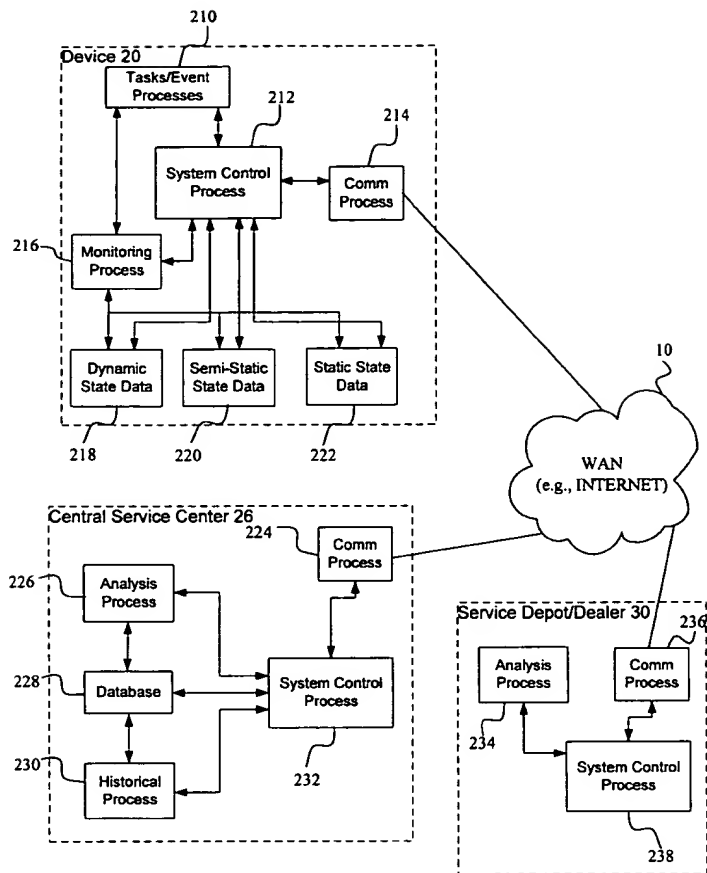 210
Device 20
Tasks/Event
Processes
212
214
System Control
Process
Comm
Process
216
Monitoring
Process
Dynamic
State Data
Semi-Static
State Data
Static State
Data
218
220
222
10
WAN
(e.g., INTERNET)
Central Service Center 26
224
Comm
Process
226
Analysis
Process
228
Database
System Control
Process
230
Historical
Process
232
Service Depot/Dealer 30
236
Analysis
Process
Comm
Process
234
System Control
Process
238